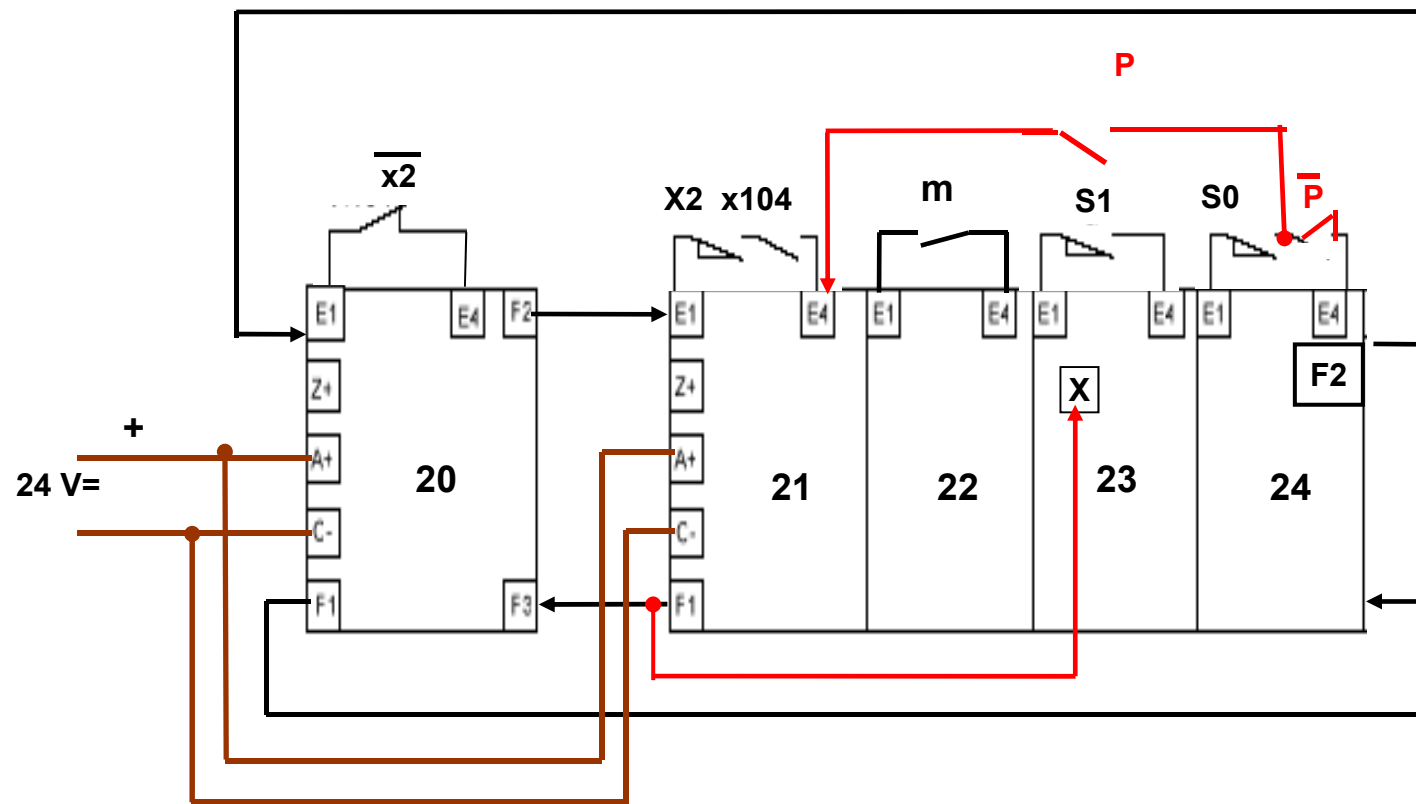 P
x2
X2 x104 m S1 S0 P
E1 E4 F2 E1 E4 E1 E4 E1 E4 E1 E4
F2
Z+ Z+ X
+
24 V= A+ 20 A+ 21 22 23 24
C- C-
F1 F3 F1